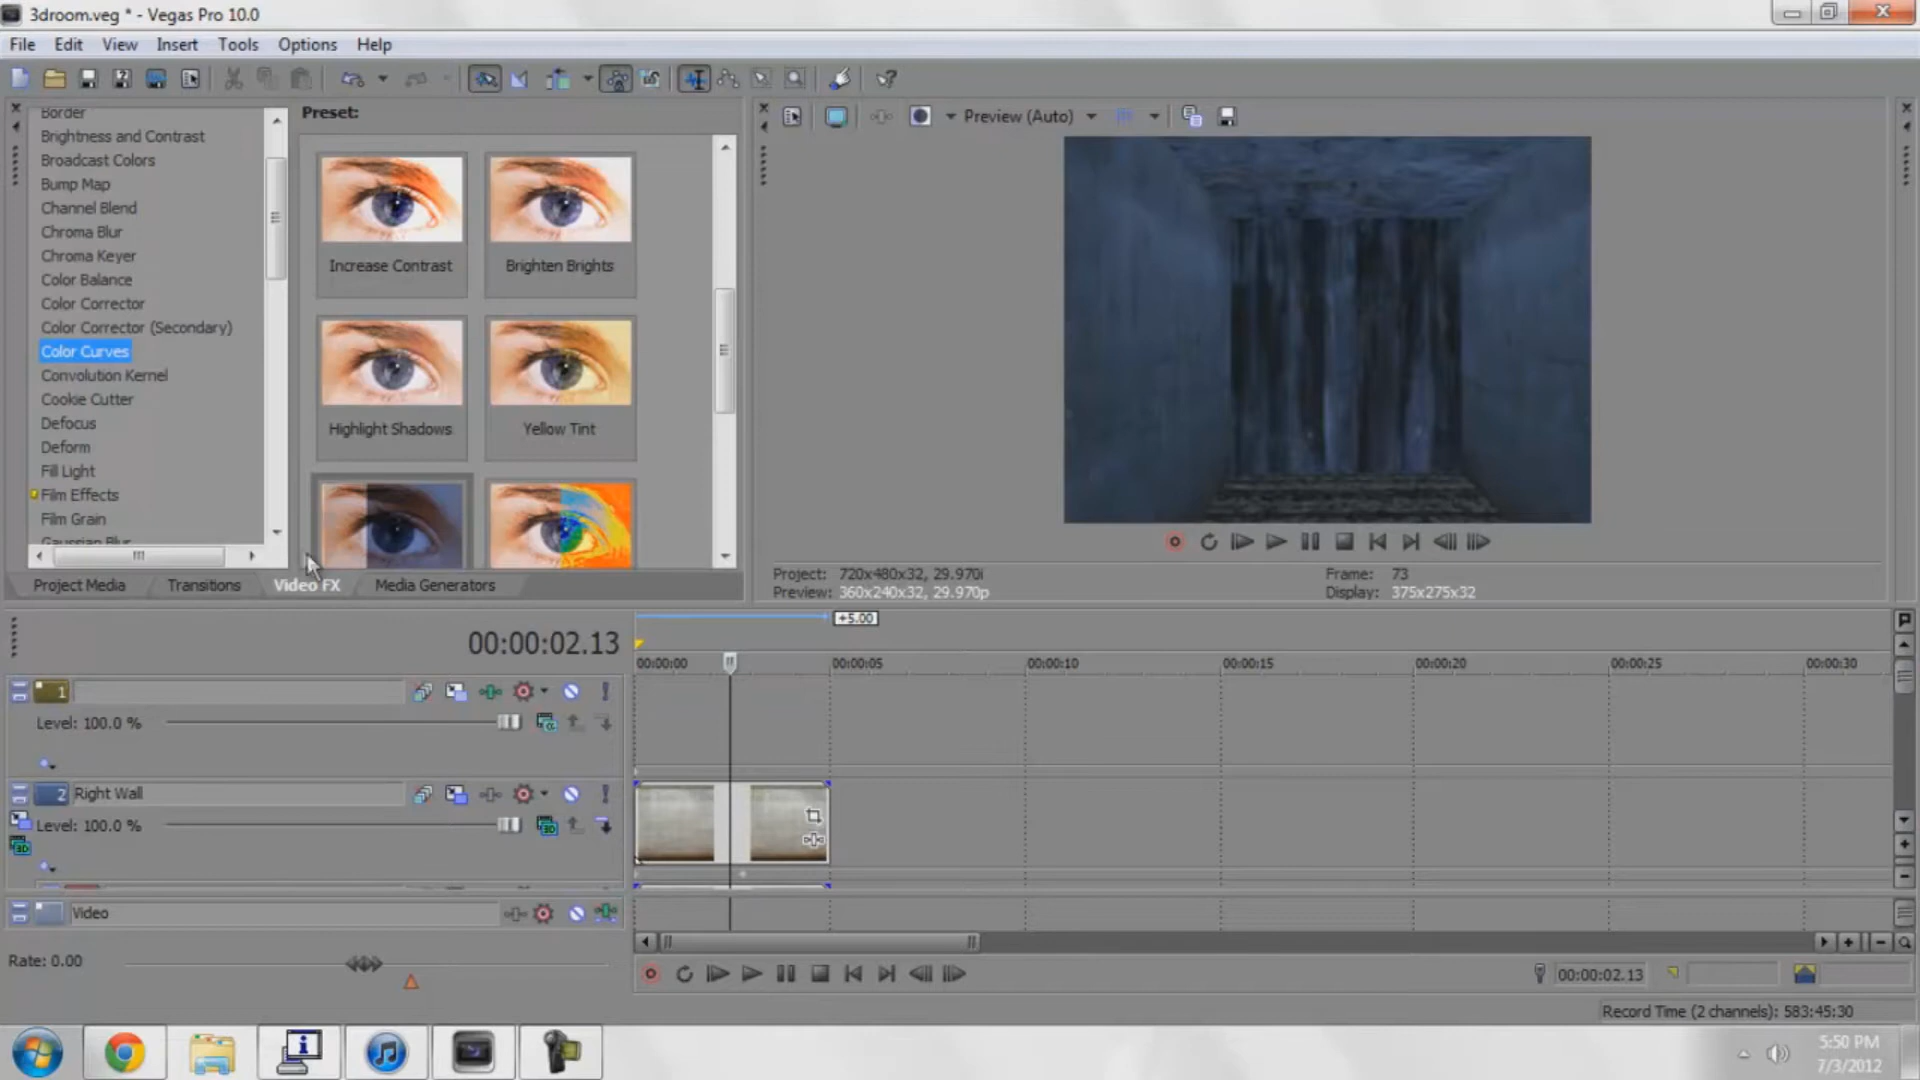 3droom.veg * - Vegas Pro 10.0
File Edit View Insert Tools Options Help
Border
Brightness and Contrast
Broadcast Colors
Bump Map
Channel Blend
Chroma Blur
Chroma Keyer
Color Balance
Color Corrector
Color Corrector (Secondary)
Color Curves
Convolution Kernel
Cookie Cutter
Defocus
Deform
Fill Light
Film Effects
Film Grain
Gaussian Blur
Preset:
Increase Contrast
Brighten Brights
Highlight Shadows
Yellow Tint
Project Media Transitions Video FX Media Generators
Preview (Auto)
Project: 720x480x32, 29.970i
Frame: 73
Preview: 360x240x32, 29.970p
Display: 375x275x32
+5.00
00:00:02.13
00:00:00 00:00:05 00:00:10 00:00:15 00:00:20 00:00:25 00:00:30
1
Level: 100.0 %
2 Right Wall
Level: 100.0 %
3D
Video
Rate: 0.00
00:00:02.13
Record Time (2 channels): 583:45:30
5:50 PM
7/3/2012